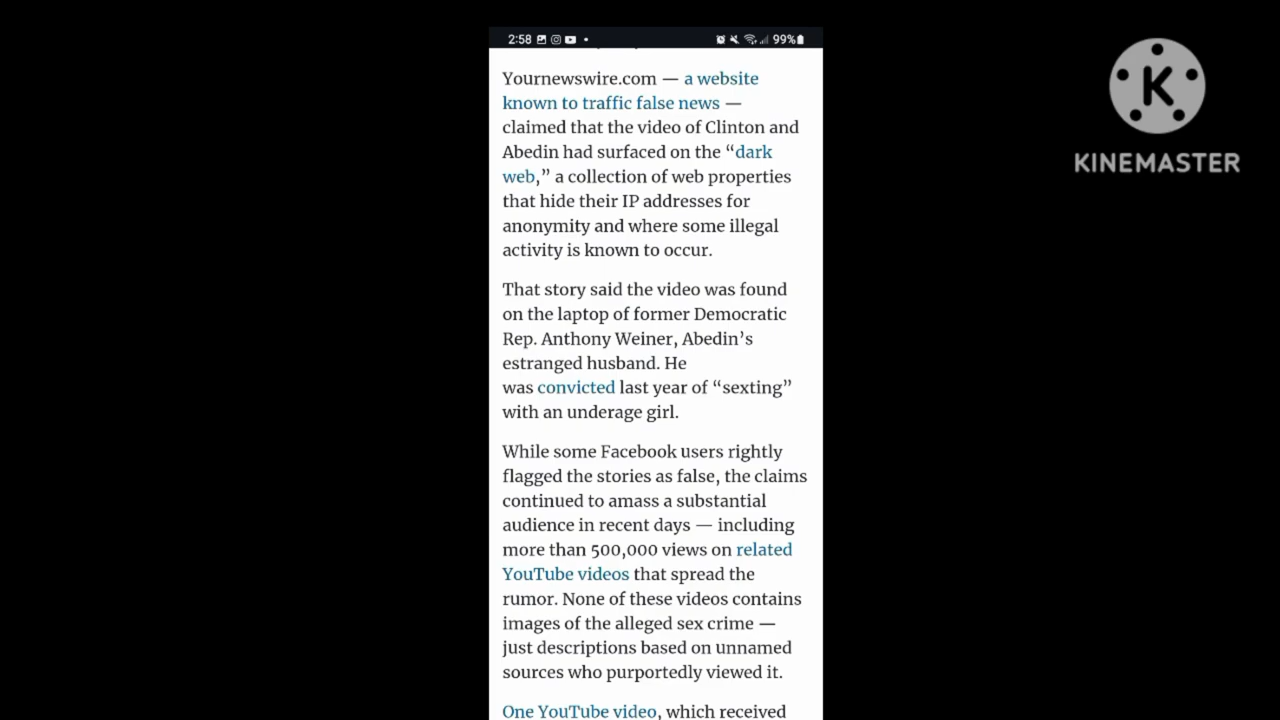 2:58
99%
Yournewswire.com — a website
known to traffic false news —
claimed that the video of Clinton and
Abedin had surfaced on the “dark
web,” a collection of web properties
that hide their IP addresses for
anonymity and where some illegal
activity is known to occur.
That story said the video was found
on the laptop of former Democratic
Rep. Anthony Weiner, Abedin’s
estranged husband. He
was convicted last year of “sexting”
with an underage girl.
While some Facebook users rightly
flagged the stories as false, the claims
continued to amass a substantial
audience in recent days — including
more than 500,000 views on related
YouTube videos that spread the
rumor. None of these videos contains
images of the alleged sex crime —
just descriptions based on unnamed
sources who purportedly viewed it.
One YouTube video, which received
K
KINEMASTER